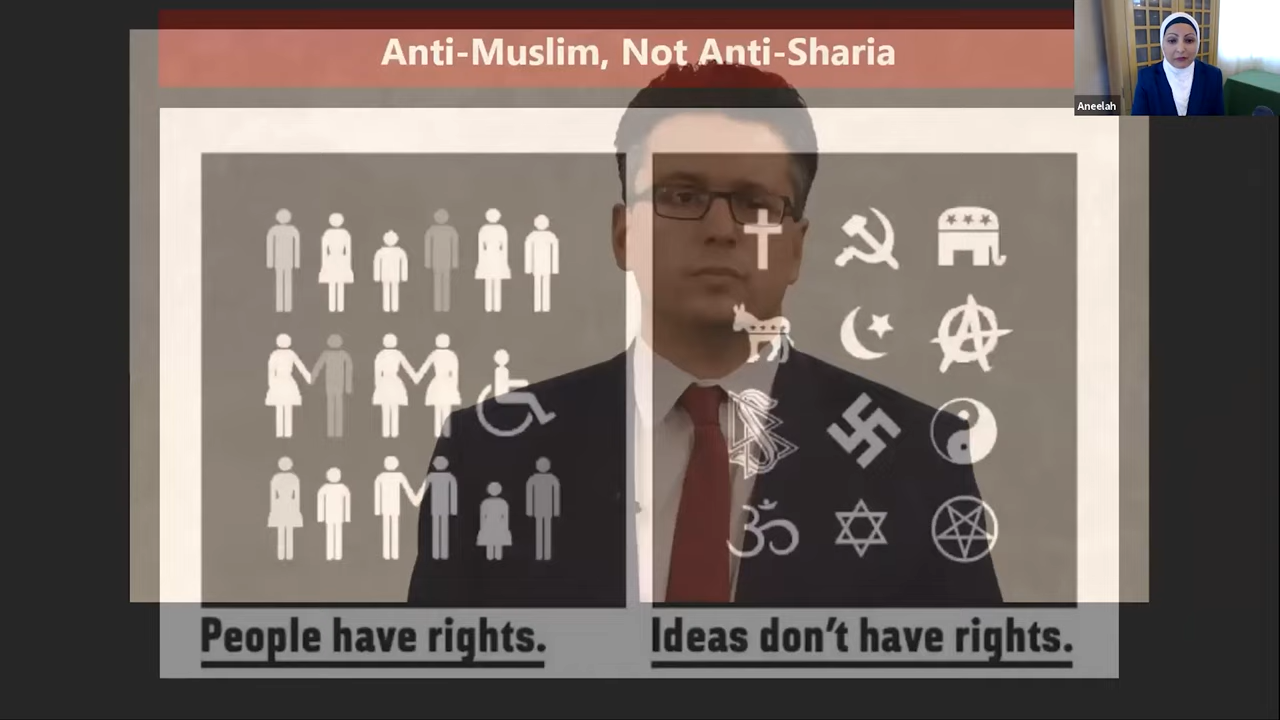 Anti-Muslim, Not Anti-Sharia
Aneelah
People have rights.
Ideas don't have rights.